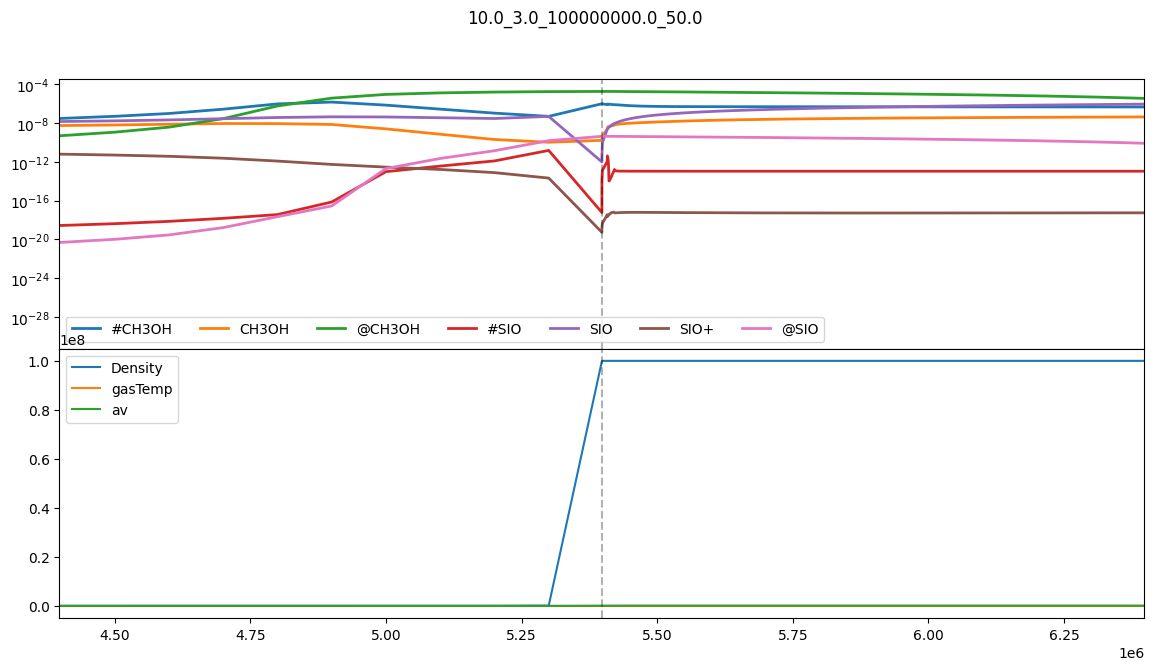 10.0_3.0_100000000.0_50.0
10⁻⁴
10⁻⁸
10⁻¹²
10⁻¹⁶
10⁻²⁰
10⁻²⁴
10⁻²⁸
#CH3OH CH3OH @CH3OH #SIO SIO SIO+ @SIO
1e8
Density
gasTemp
av
1.0
0.8
0.6
0.4
0.2
0.0
4.50 4.75 5.00 5.25 5.50 5.75 6.00 6.25
1e6